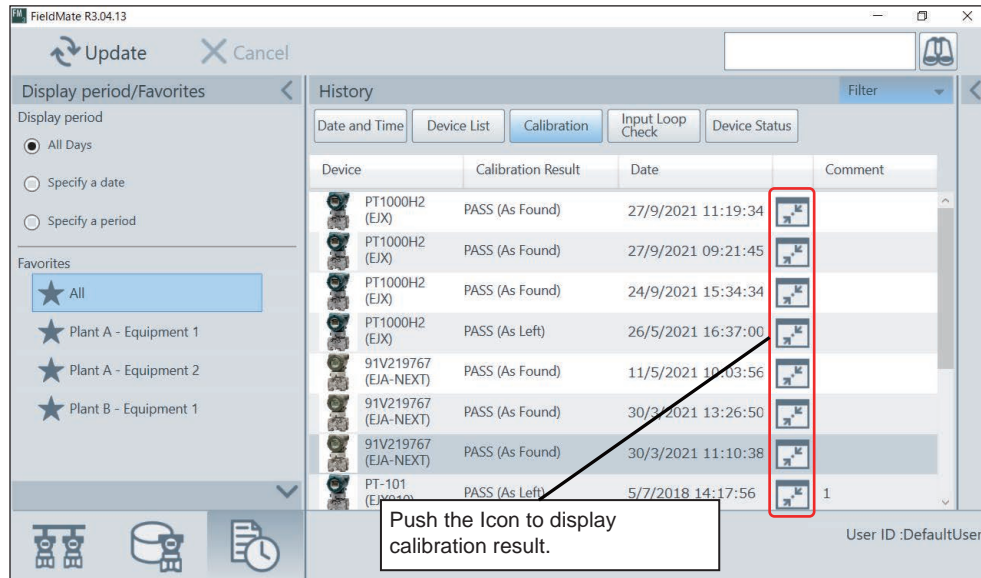 FieldMate R3.04.13
Update
Cancel
Display period/Favorites
Display period
All Days
Specify a date
Specify a period
Favorites
All
Plant A - Equipment 1
Plant A - Equipment 2
Plant B - Equipment 1
History
Filter
Date and Time
Device List
Calibration
Input Loop
Check
Device Status
Device Calibration Result Date Comment
PT1000H2
(EJX)
PASS (As Found) 27/9/2021 11:19:34
PT1000H2
(EJX)
PASS (As Found) 27/9/2021 09:21:45
PT1000H2
(EJX)
PASS (As Found) 24/9/2021 15:34:34
PT1000H2
(EJX)
PASS (As Left) 26/5/2021 16:37:00
91V219767
(EJA-NEXT)
PASS (As Found) 11/5/2021 10:03:56
91V219767
(EJA-NEXT)
PASS (As Found) 30/3/2021 13:26:50
91V219767
(EJA-NEXT)
PASS (As Found) 30/3/2021 11:10:38
PT-101
PASS (As Left) 5/7/2018 14:17:56 1
Push the Icon to display
calibration result.
User ID :DefaultUser